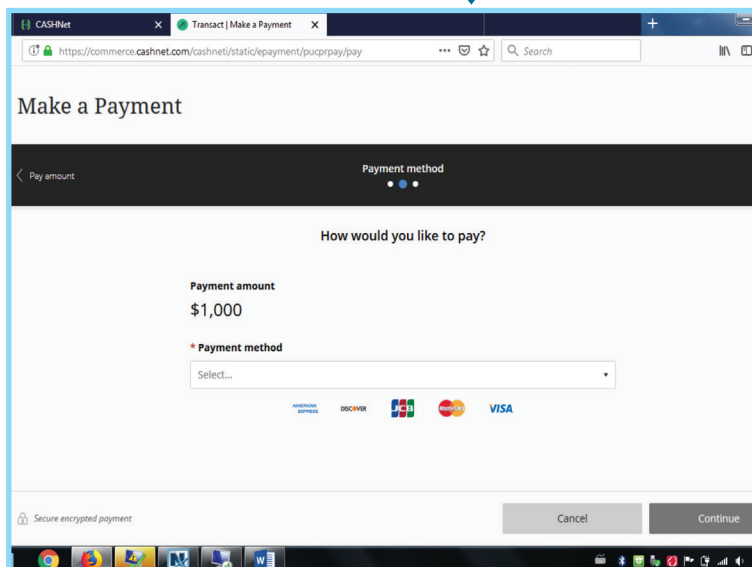 CASHNet
Transact | Make a Payment
https://commerce.cashnet.com/cashneti/static/epayment/pucprpay/pay
Search
Make a Payment
Pay amount
Payment method
How would you like to pay?
Payment amount
$1,000
* Payment method
Select...
AMERICAN EXPRESS
DISCOVER
JCB
MasterCard
VISA
Secure encrypted payment
Cancel
Continue